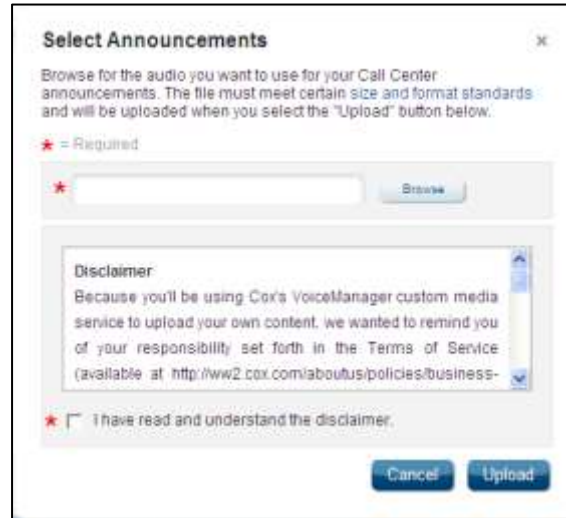 Select Announcements ×
Browse for the audio you want to use for your Call Center
announcements. The file must meet certain size and format standards
and will be uploaded when you select the "Upload" button below.
* = Required
* Browse
Disclaimer
Because you'll be using Cox's VoiceManager custom media
service to upload your own content, we wanted to remind you
of your responsibility set forth in the Terms of Service
(available at http://ww2.cox.com/aboutus/policies/business-
* I have read and understand the disclaimer.
Cancel Upload